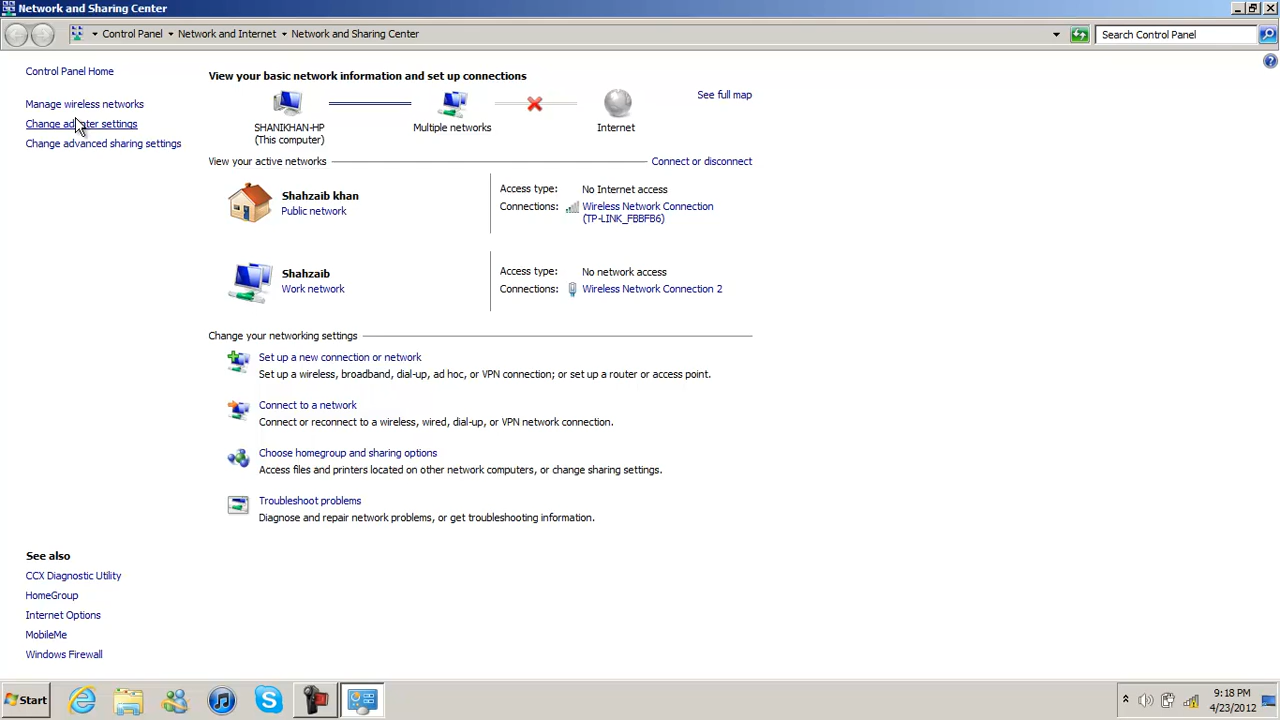 Network and Sharing Center
Control Panel
Network and Internet
Network and Sharing Center
Search Control Panel
Control Panel Home
Manage wireless networks
Change adapter settings
Change advanced sharing settings
View your basic network information and set up connections
See full map
SHANIKHAN-HP
(This computer)
Multiple networks
Internet
View your active networks
Connect or disconnect
Shahzaib khan
Public network
Access type: No Internet access
Connections: Wireless Network Connection
(TP-LINK_FBBFB6)
Shahzaib
Work network
Access type: No network access
Connections: Wireless Network Connection 2
Change your networking settings
Set up a new connection or network
Set up a wireless, broadband, dial-up, ad hoc, or VPN connection; or set up a router or access point.
Connect to a network
Connect or reconnect to a wireless, wired, dial-up, or VPN network connection.
Choose homegroup and sharing options
Access files and printers located on other network computers, or change sharing settings.
Troubleshoot problems
Diagnose and repair network problems, or get troubleshooting information.
See also
CCX Diagnostic Utility
HomeGroup
Internet Options
MobileMe
Windows Firewall
Start
9:18 PM
4/23/2012